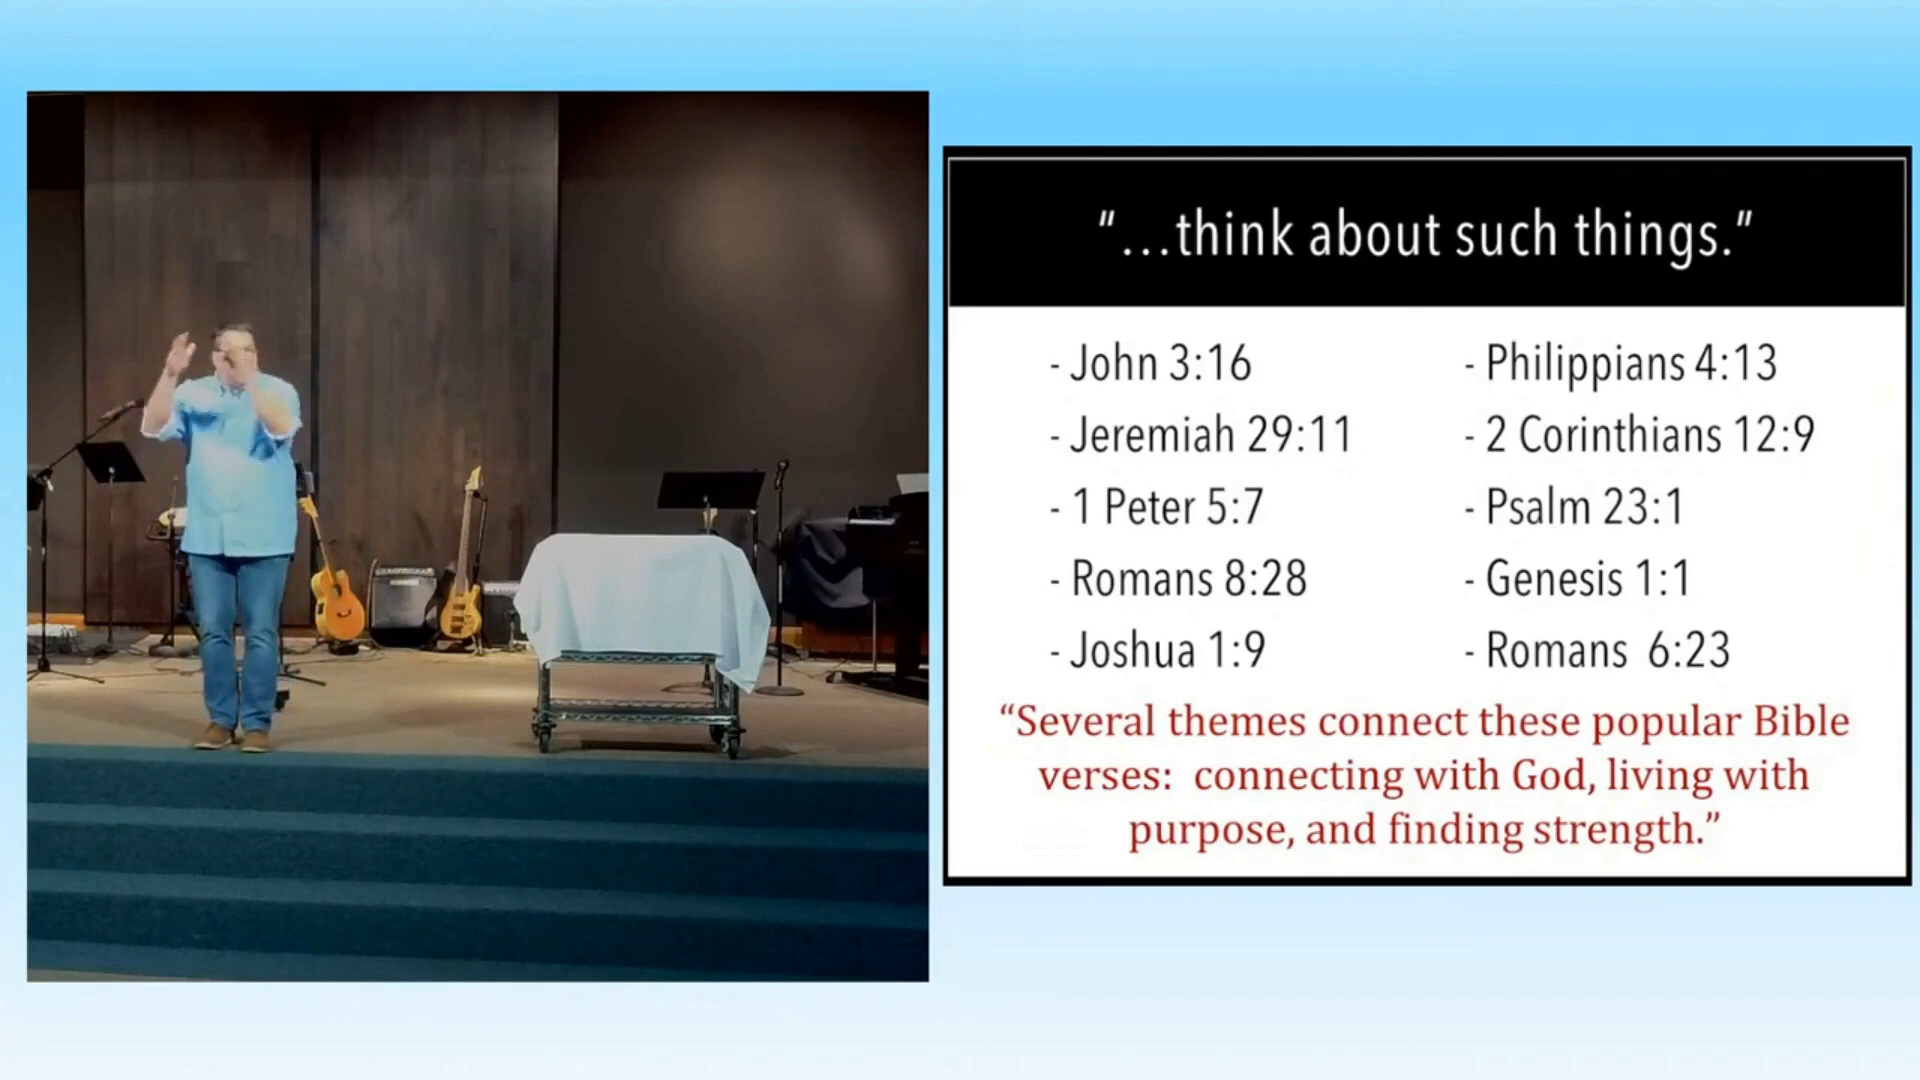 "...think about such things."
- John 3:16
- Jeremiah 29:11
- 1 Peter 5:7
- Romans 8:28
- Joshua 1:9
- Philippians 4:13
- 2 Corinthians 12:9
- Psalm 23:1
- Genesis 1:1
- Romans  6:23
“Several themes connect these popular Bible
verses:  connecting with God, living with
purpose, and finding strength.”